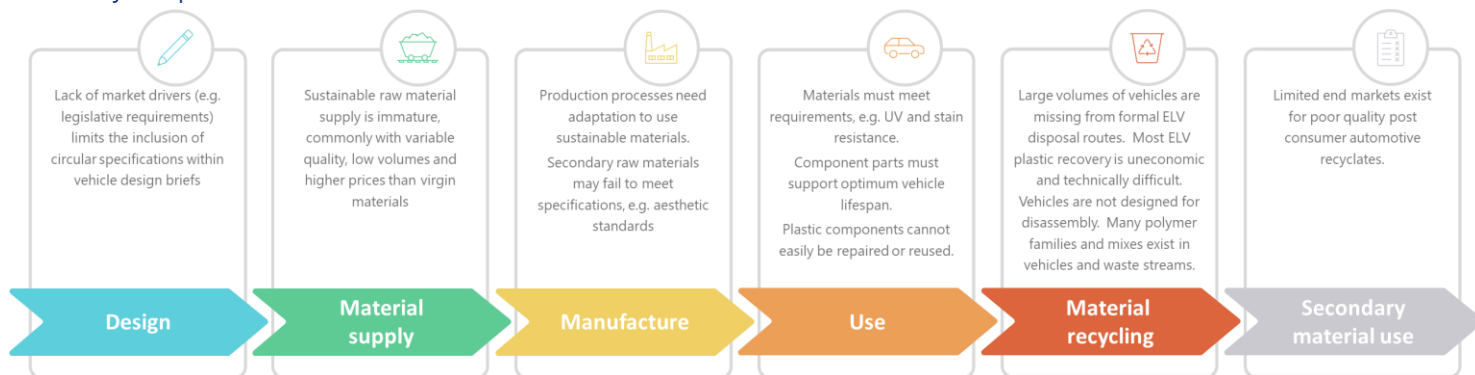 Lack of market drivers (e.g.
legislative requirements)
limits the inclusion of
circular specifications within
vehicle design briefs
Design
Sustainable raw material
supply is immature,
commonly with variable
quality, low volumes and
higher prices than virgin
materials
Material
supply
Production processes need
adaptation to use
sustainable materials.
Secondary raw materials
may fail to meet
specifications, e.g. aesthetic
standards
Manufacture
Materials must meet
requirements, e.g. UV and stain
resistance.
Component parts must
support optimum vehicle
lifespan.
Plastic components cannot
easily be repaired or reused.
Use
Large volumes of vehicles are
missing from formal ELV
disposal routes. Most ELV
plastic recovery is uneconomic
and technically difficult.
Vehicles are not designed for
disassembly. Many polymer
families and mixes exist in
vehicles and waste streams.
Material
recycling
Limited end markets exist
for poor quality post
consumer automotive
recyclates.
Secondary
material use